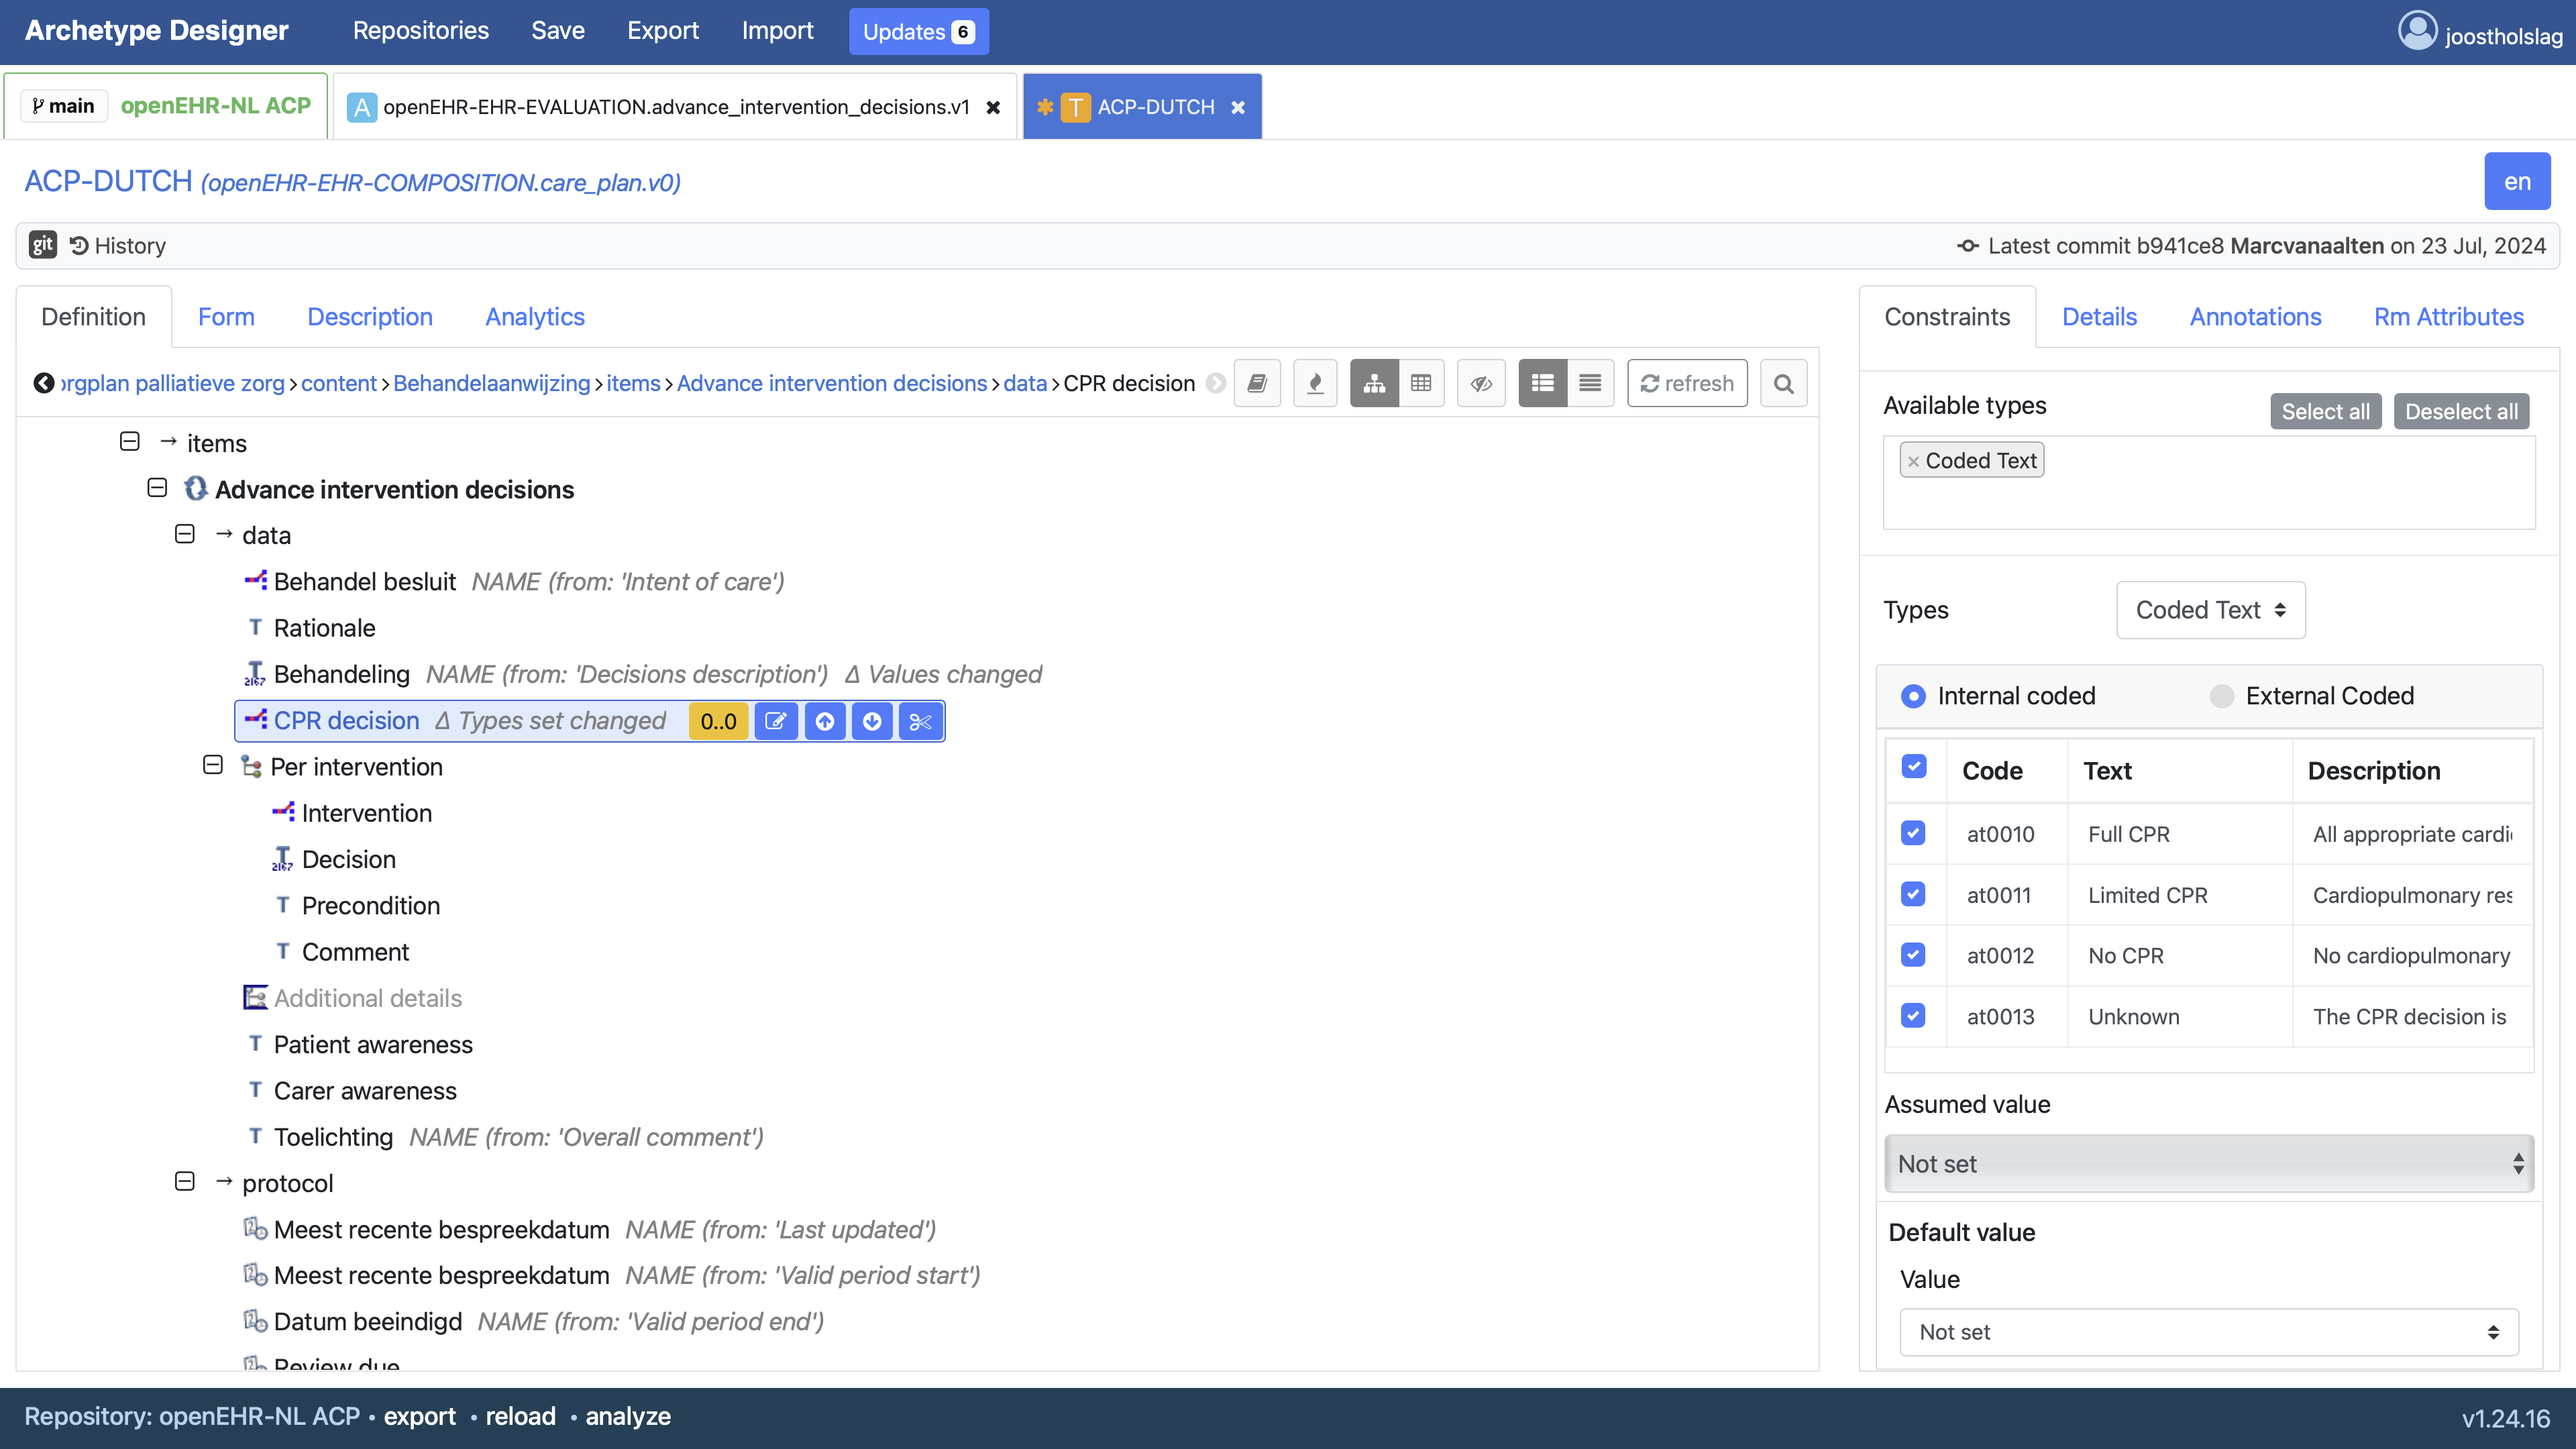 Archetype Designer Repositories Save Export Import Updates 6 joostholslag
main openEHR-NL ACP A openEHR-EHR-EVALUATION.advance_intervention_decisions.v1 ✖ ✱ T ACP-DUTCH ✖
ACP-DUTCH (openEHR-EHR-COMPOSITION.care_plan.v0) en
git History Latest commit b941ce8 Marcvanaalten on 23 Jul, 2024
Definition Form Description Analytics
orgplan palliatieve zorg > content > Behandelaanwijzing > items > Advance intervention decisions > data > CPR decision refresh
→ items
Advance intervention decisions
→ data
Behandel besluit NAME (from: 'Intent of care')
T Rationale
Behandeling NAME (from: 'Decisions description') Δ Values changed
CPR decision Δ Types set changed 0..0
Per intervention
Intervention
Decision
T Precondition
T Comment
Additional details
T Patient awareness
T Carer awareness
T Toelichting NAME (from: 'Overall comment')
→ protocol
Meest recente bespreekdatum NAME (from: 'Last updated')
Meest recente bespreekdatum NAME (from: 'Valid period start')
Datum beeindigd NAME (from: 'Valid period end')
Review due
Constraints Details Annotations Rm Attributes
Available types Select all Deselect all
× Coded Text
Types Coded Text
Internal coded External Coded
Code Text Description
at0010 Full CPR All appropriate cardi
at0011 Limited CPR Cardiopulmonary res
at0012 No CPR No cardiopulmonary
at0013 Unknown The CPR decision is
Assumed value
Not set
Default value
Value
Not set
Repository: openEHR-NL ACP • export • reload • analyze v1.24.16